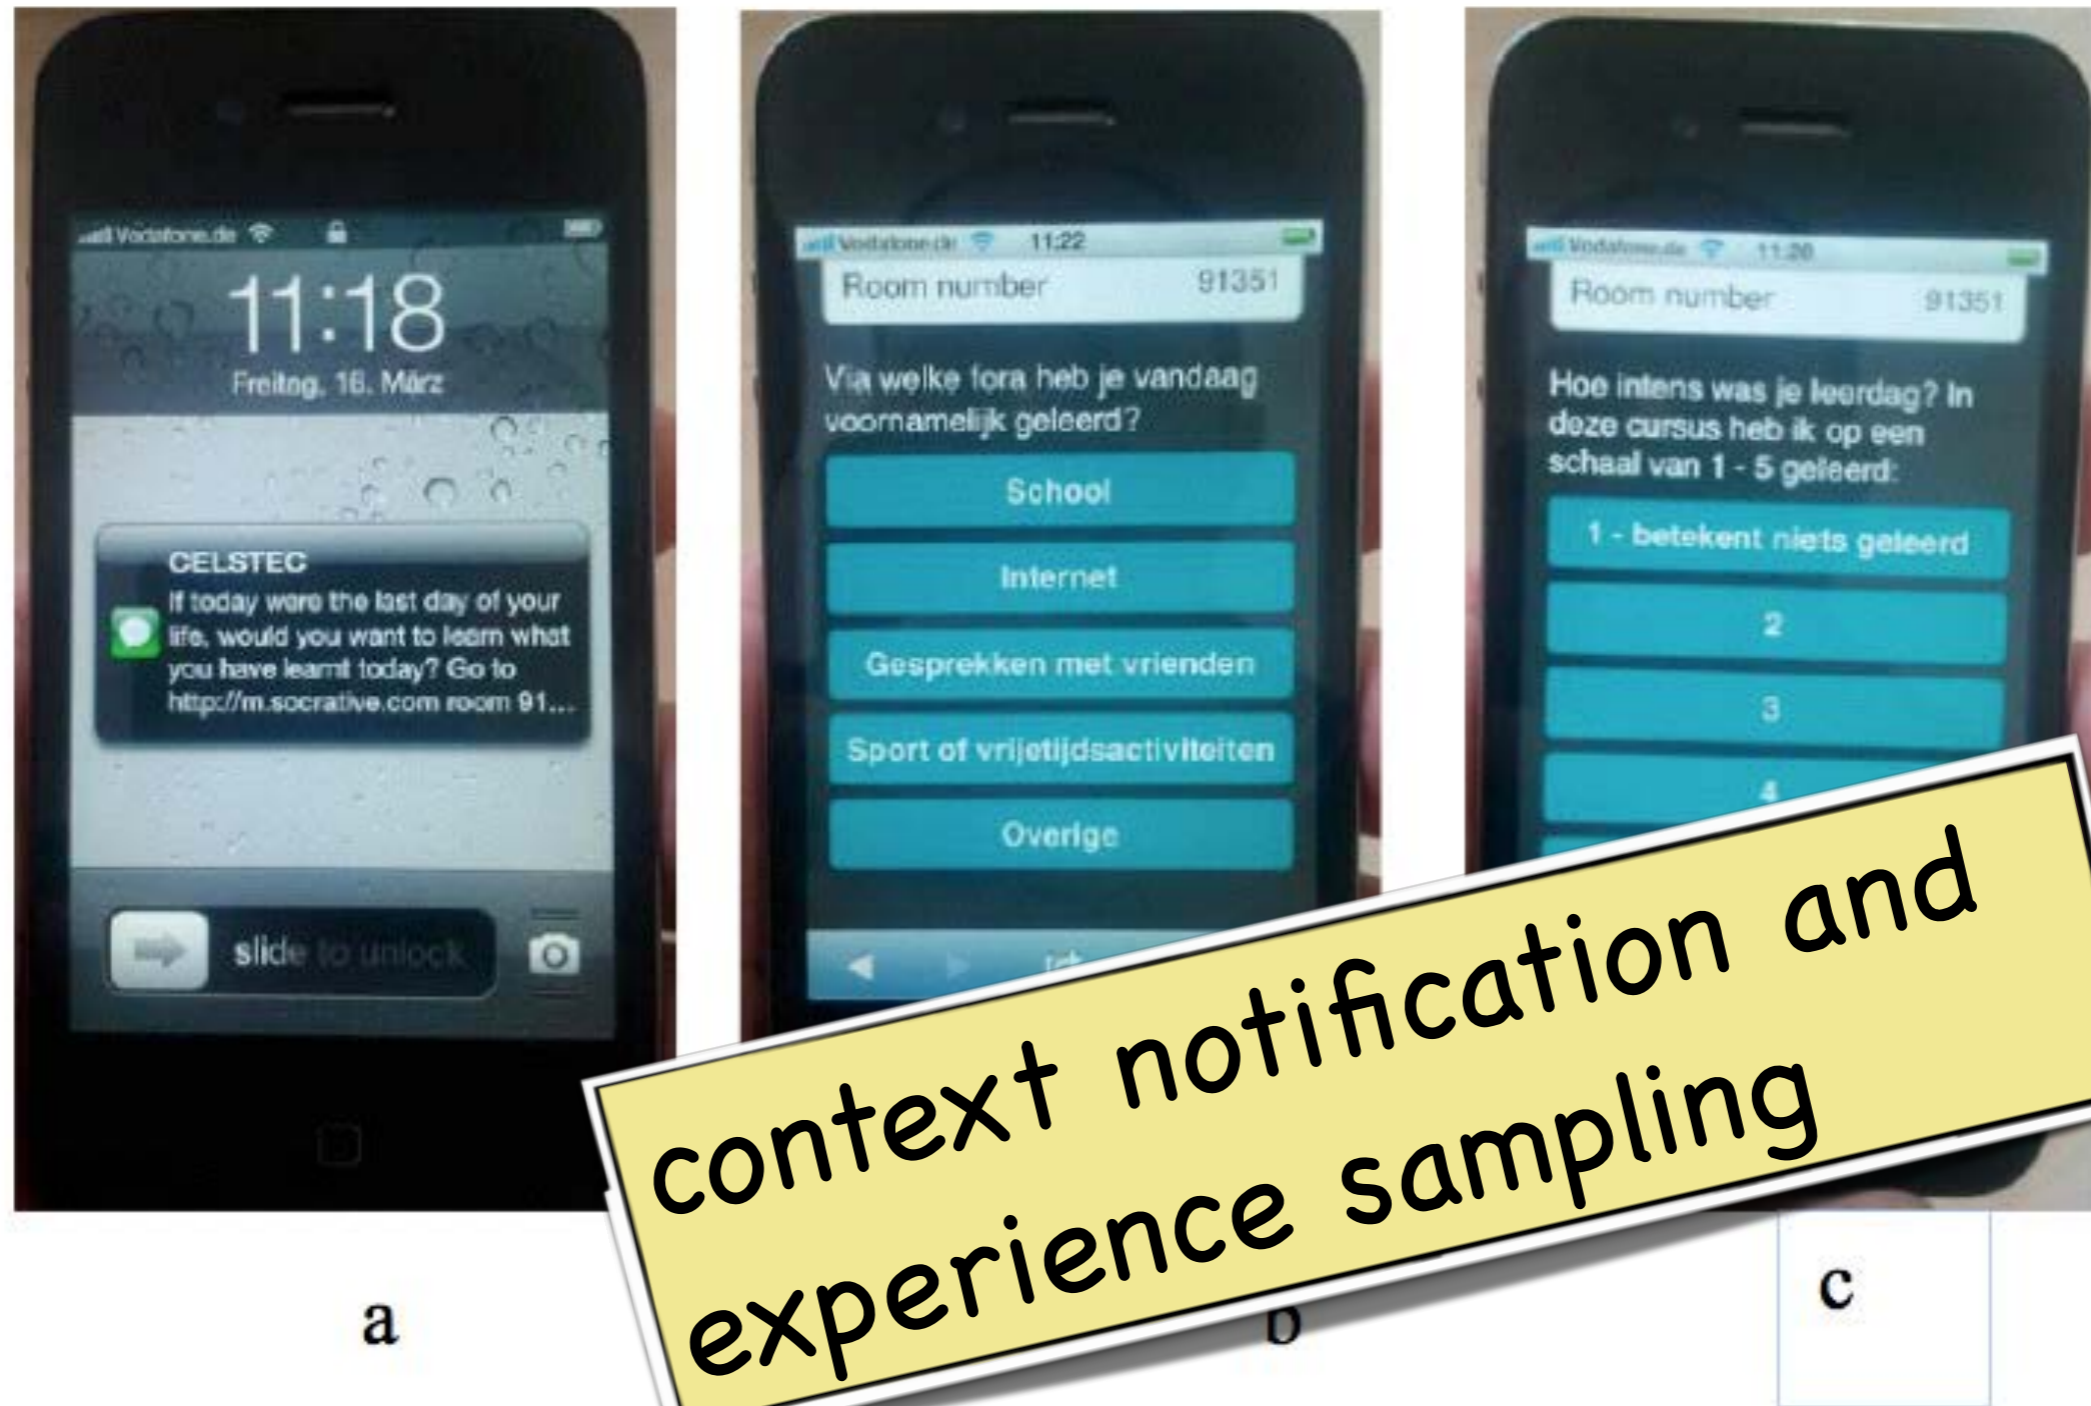 Vodafone.de
11:18
Freitag, 16. März
CELSTEC
If today were the last day of your
life, would you want to learn what
you have learnt today? Go to
http://m.socrative.com room 91...
slide to unlock
Vodafone.de 11:22
Room number 91351
Via welke fora heb je vandaag
voornamelijk geleerd?
School
Internet
Gesprekken met vrienden
Sport of vrijetijdsactiviteiten
Overige
Vodafone.de 11:20
Room number 91351
Hoe intens was je leerdag? In
deze cursus heb ik op een
schaal van 1 - 5 geleerd:
1 - betekent niets geleerd
2
3
4
context notification and
experience sampling
a
b
c